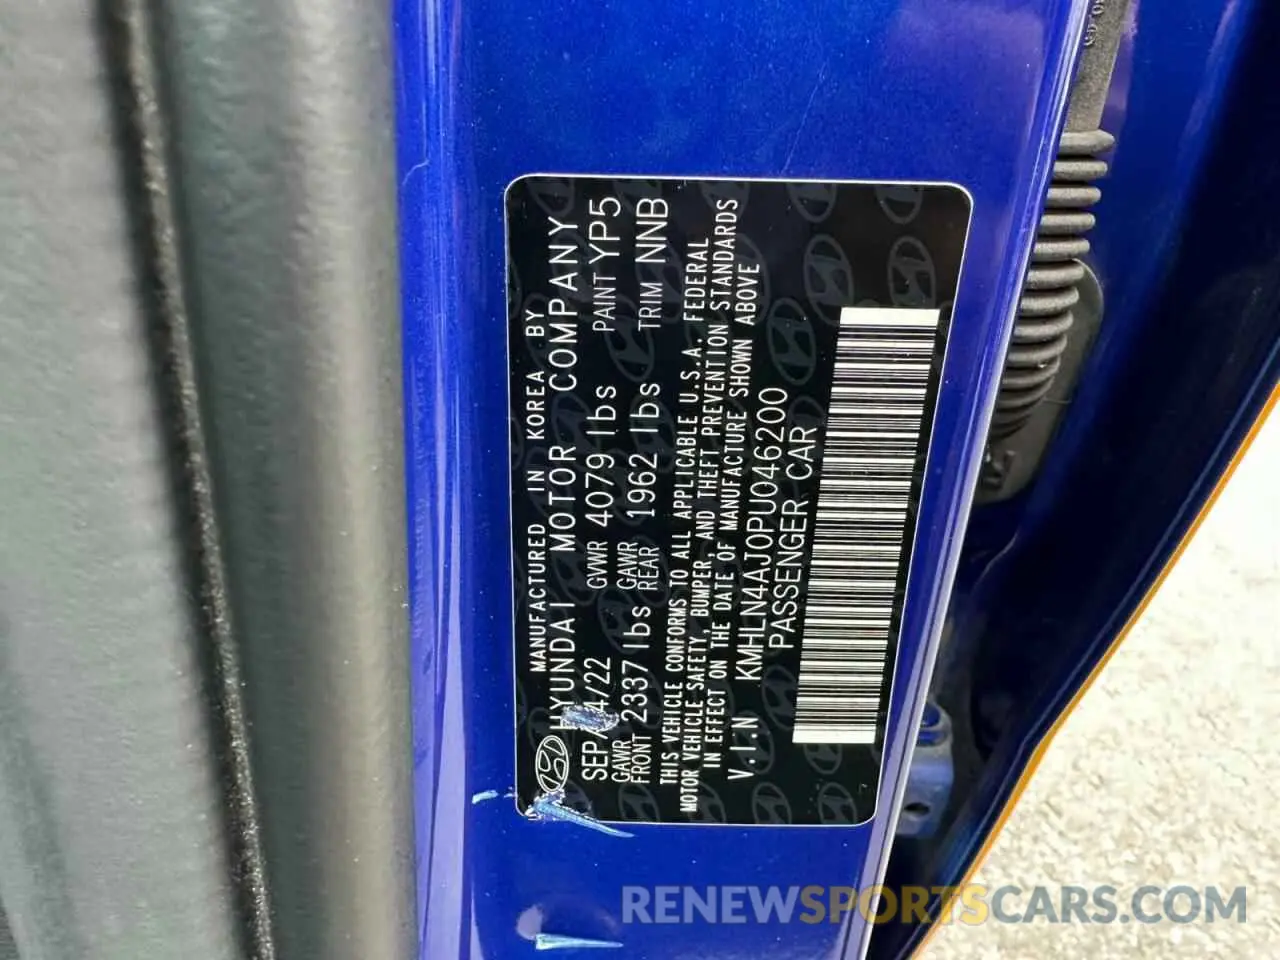 MANUFACTURED IN KOREA BY
HYUNDAI MOTOR COMPANY
SEP/ 4/22 GVWR 4079 lbs PAINT YP5
GAWR FRONT 2337 lbs GAWR REAR 1962 lbs TRIM NNB
THIS VEHICLE CONFORMS TO ALL APPLICABLE U.S.A. FEDERAL
MOTOR VEHICLE SAFETY, BUMPER AND THEFT PREVENTION STANDARDS
IN EFFECT ON THE DATE OF MANUFACTURE SHOWN ABOVE
V.I.N KMHLN4AJ0PU046200
PASSENGER CAR
RENEWSPORTSCARS.COM